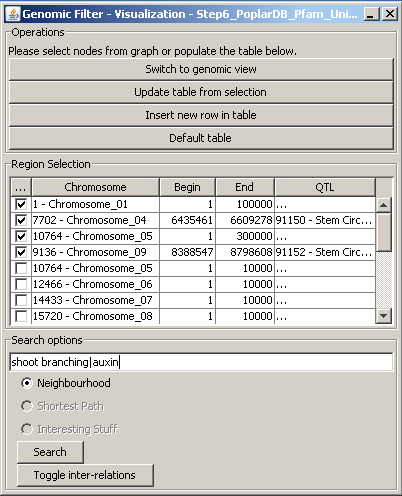 Genomic Filter - Visualization - Step6_PoplarDB_Pfam_Uni...
Operations
Please select nodes from graph or populate the table below.
Switch to genomic view
Update table from selection
Insert new row in table
Default table
Region Selection
... Chromosome Begin End QTL
1 - Chromosome_01 1 100000 ...
7702 - Chromosome_04 6435461 6609278 91150 - Stem Circ...
10764 - Chromosome_05 1 300000 ...
9136 - Chromosome_09 8388547 8798608 91152 - Stem Circ...
10764 - Chromosome_05 1 10000 ...
12466 - Chromosome_06 1 10000 ...
14433 - Chromosome_07 1 10000 ...
15720 - Chromosome_08 1 10000 ...
Search options
shoot branching|auxin
Neighbourhood
Shortest Path
Interesting Stuff
Search
Toggle inter-relations